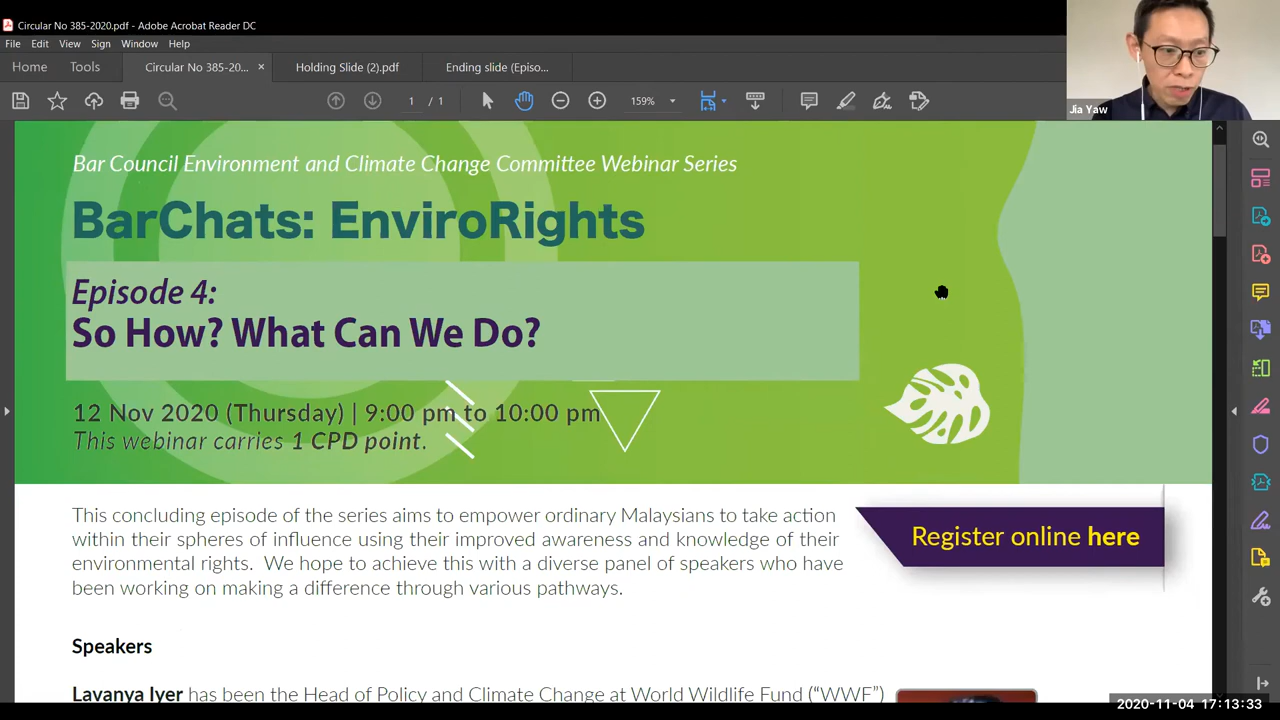 Circular No 385-2020.pdf - Adobe Acrobat Reader DC
File Edit View Sign Window Help
Home Tools Circular No 385-20... × Holding Slide (2).pdf Ending slide (Episo...
1 / 1 159%
Jia Yaw
Bar Council Environment and Climate Change Committee Webinar Series
BarChats: EnviroRights
Episode 4:
So How? What Can We Do?
12 Nov 2020 (Thursday) | 9:00 pm to 10:00 pm
This webinar carries 1 CPD point.
This concluding episode of the series aims to empower ordinary Malaysians to take action
within their spheres of influence using their improved awareness and knowledge of their
environmental rights. We hope to achieve this with a diverse panel of speakers who have
been working on making a difference through various pathways.
Register online here
Speakers
Lavanya Iyer has been the Head of Policy and Climate Change at World Wildlife Fund (“WWF”)
2020-11-04 17:13:33